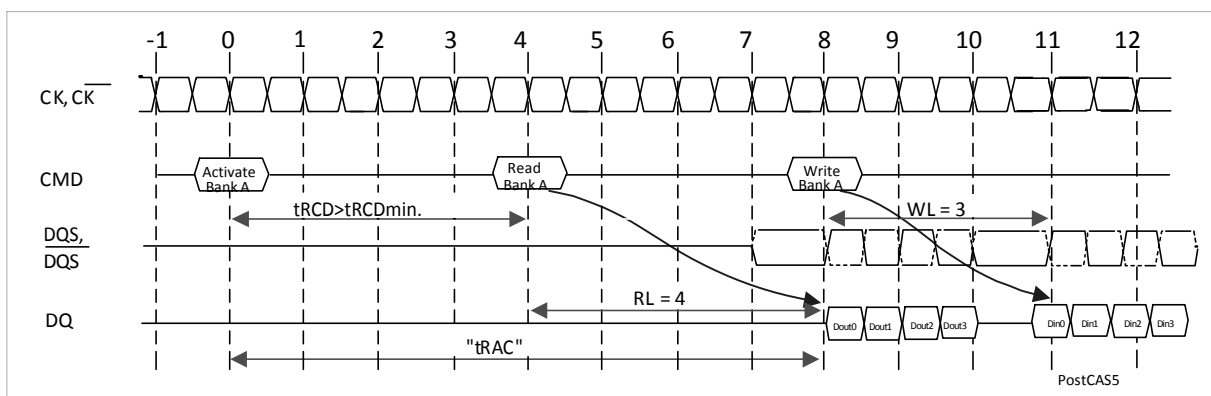 -1 0 1 2 3 4 5 6 7 8 9 10 11 12
CK, CK
CMD
Activate
Bank A
Read
Bank A
Write
Bank A
tRCD>tRCDmin.
WL = 3
DQS,
DQS
RL = 4
DQ
Dout0 Dout1 Dout2 Dout3
Din0 Din1 Din2 Din3
"tRAC"
PostCAS5